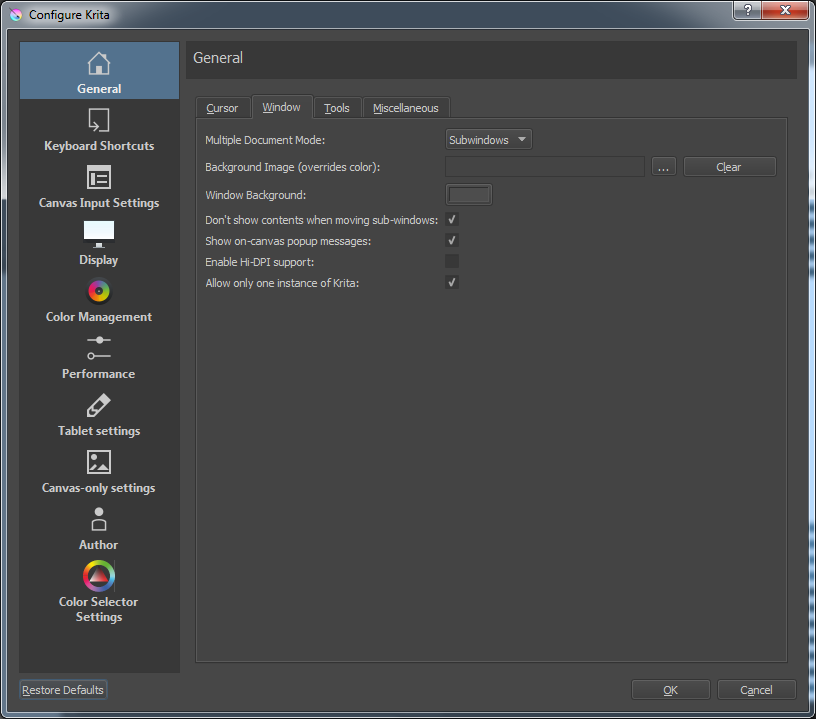 Configure Krita
?
X
General
Keyboard Shortcuts
Canvas Input Settings
Display
Color Management
Performance
Tablet settings
Canvas-only settings
Author
Color Selector
Settings
General
Cursor Window Tools Miscellaneous
Multiple Document Mode: Subwindows
Background Image (overrides color): ... Clear
Window Background:
Don't show contents when moving sub-windows:
Show on-canvas popup messages:
Enable Hi-DPI support:
Allow only one instance of Krita:
Restore Defaults OK Cancel